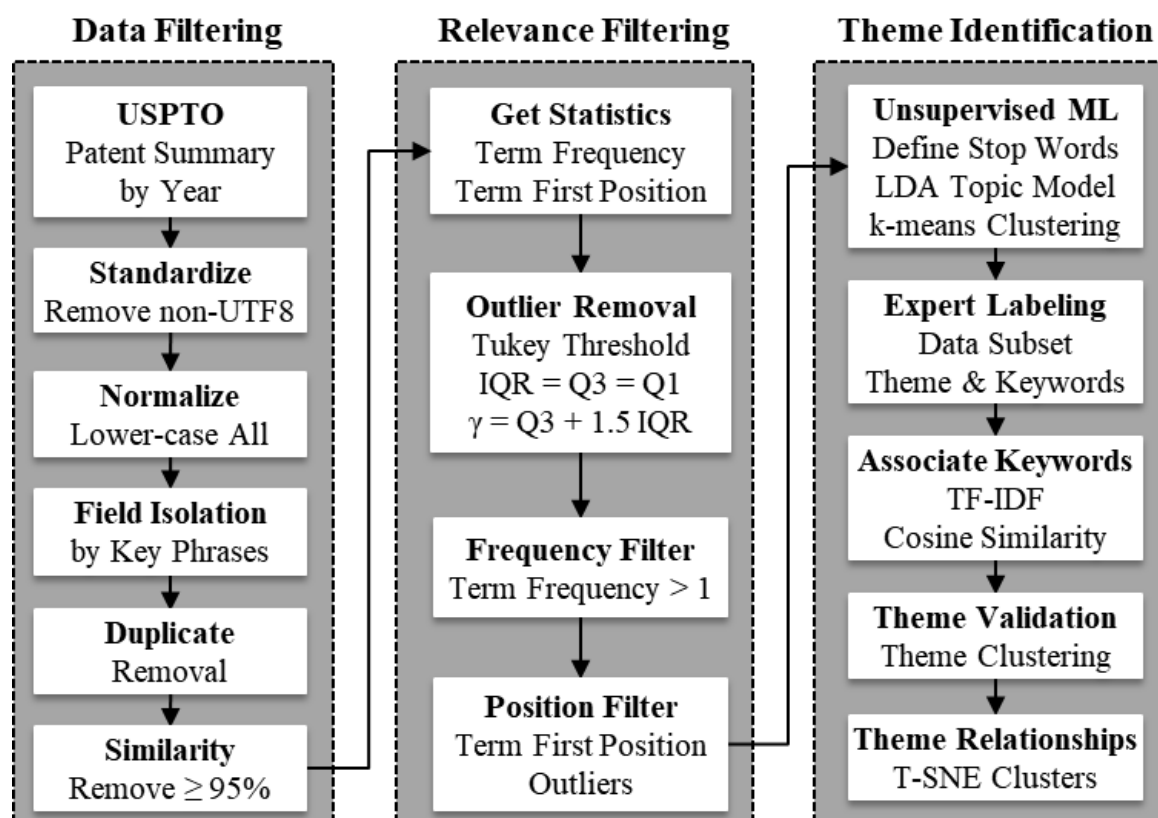 Data Filtering
USPTO
Patent Summary
by Year
Standardize
Remove non-UTF8
Normalize
Lower-case All
Field Isolation
by Key Phrases
Duplicate
Removal
Similarity
Remove ≥ 95%
Relevance Filtering
Get Statistics
Term Frequency
Term First Position
Outlier Removal
Tukey Threshold
IQR = Q3 = Q1
γ = Q3 + 1.5 IQR
Frequency Filter
Term Frequency > 1
Position Filter
Term First Position
Outliers
Theme Identification
Unsupervised ML
Define Stop Words
LDA Topic Model
k-means Clustering
Expert Labeling
Data Subset
Theme & Keywords
Associate Keywords
TF-IDF
Cosine Similarity
Theme Validation
Theme Clustering
Theme Relationships
T-SNE Clusters